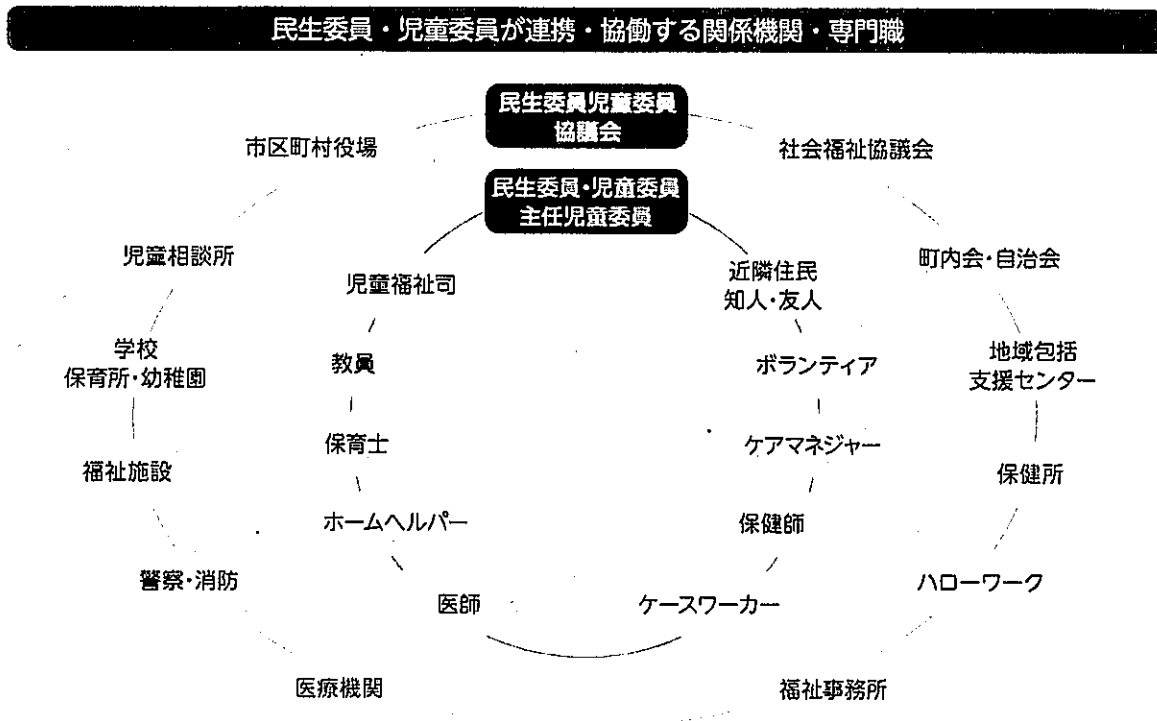 民生委員・児童委員が連携・協働する関係機関・専門職
民生委員児童委員
協議会
市区町村役場
社会福祉協議会
民生委員・児童委員
主任児童委員
児童相談所
町内会・自治会
児童福祉司
近隣住民
知人・友人
学校
保育所・幼稚園
教員
ボランティア
地域包括
支援センター
福祉施設
保育士
ケアマネジャー
保健所
ホームヘルパー
保健師
警察・消防
ハローワーク
医師
ケースワーカー
医療機関
福祉事務所